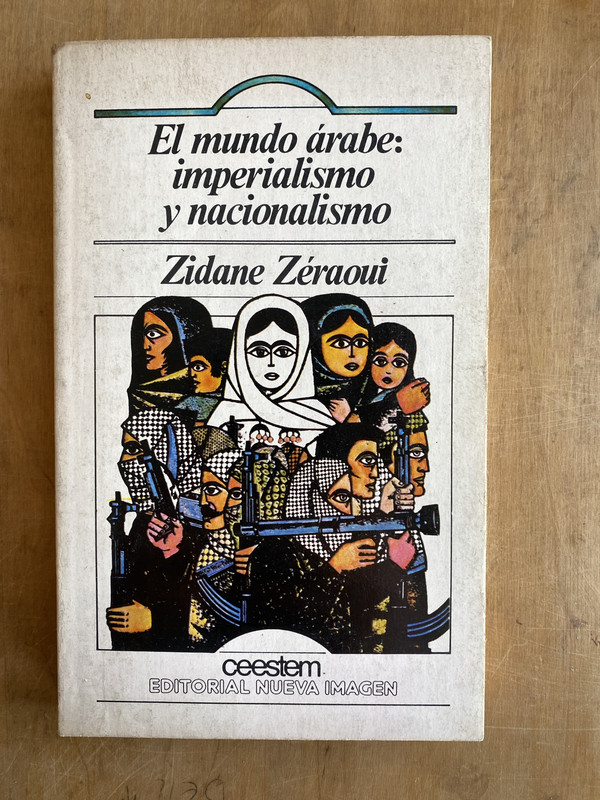 El mundo árabe:
imperialismo
y nacionalismo
Zidane Zéraoui
ceestem
EDITORIAL NUEVA IMAGEN